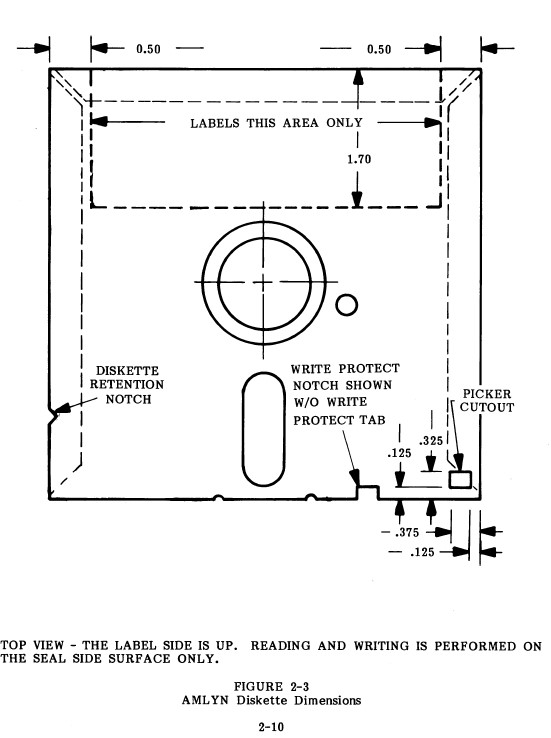 0.50 0.50
LABELS THIS AREA ONLY
1.70
DISKETTE
RETENTION
NOTCH
WRITE PROTECT
NOTCH SHOWN
W/O WRITE
PROTECT TAB
PICKER
CUTOUT
.325
.125
.375
.125
TOP VIEW - THE LABEL SIDE IS UP. READING AND WRITING IS PERFORMED ON
THE SEAL SIDE SURFACE ONLY.
FIGURE 2-3
AMLYN Diskette Dimensions
2-10